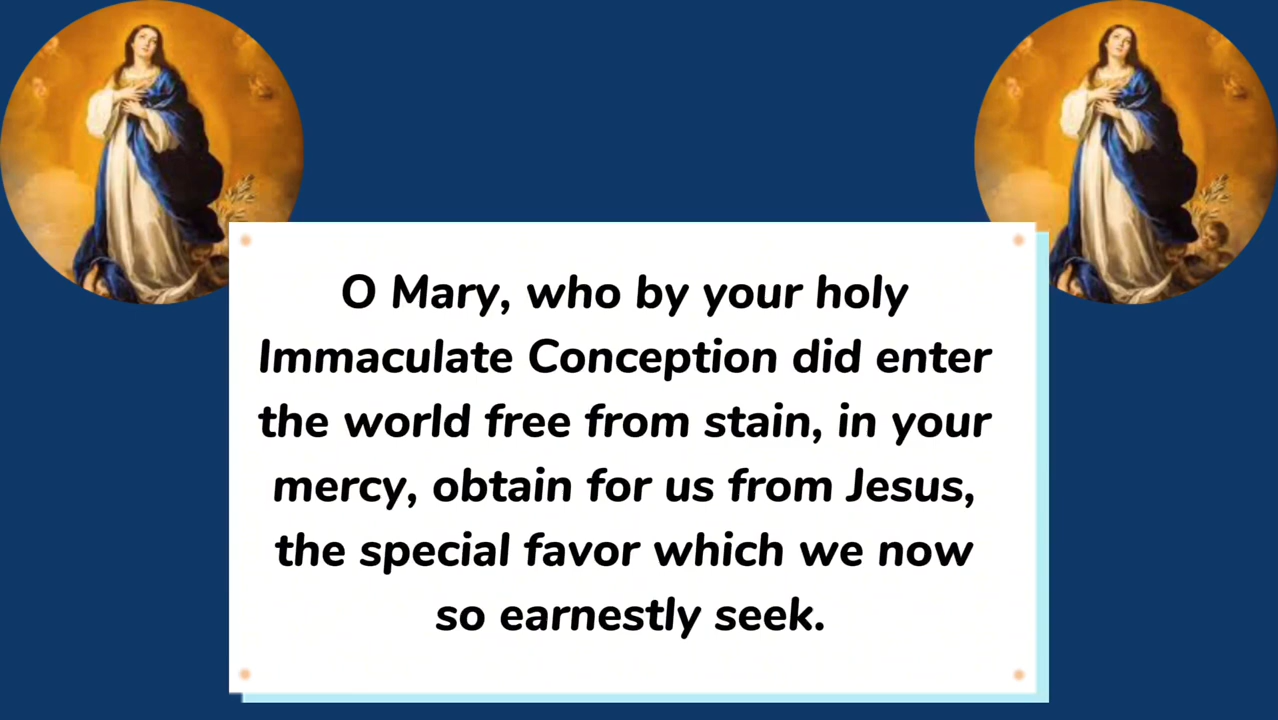 O Mary, who by your holy
Immaculate Conception did enter
the world free from stain, in your
mercy, obtain for us from Jesus,
the special favor which we now
so earnestly seek.